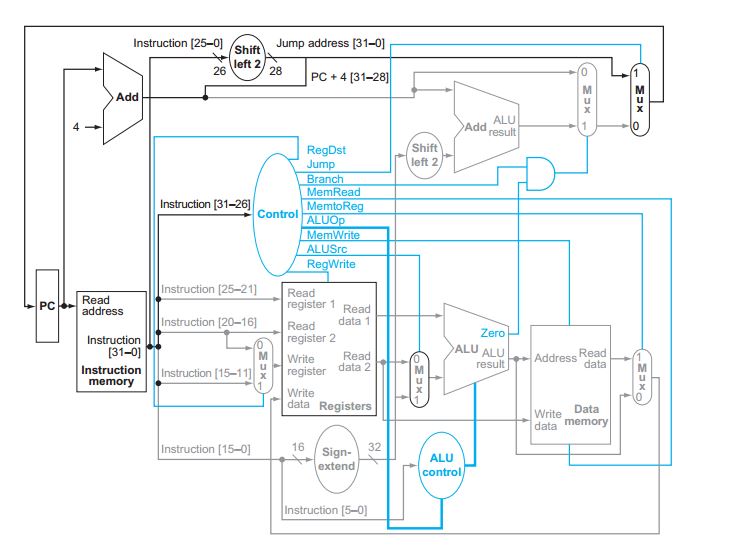 Instruction [25–0]
Shift
left 2
Jump address [31–0]
26
28
PC + 4 [31–28]
Add
4
0
M
u
x
1
1
M
u
x
0
Add
ALU
result
Shift
left 2
RegDst
Jump
Branch
MemRead
MemtoReg
ALUOp
MemWrite
ALUSrc
RegWrite
Instruction [31–26]
Control
PC
Read
address
Instruction
[31–0]
Instruction
memory
Instruction [25–21]
Instruction [20–16]
Instruction [15–11]
0
M
u
x
1
Read
register 1
Read
register 2
Write
register
Write
data
Read
data 1
Read
data 2
Registers
0
M
u
x
1
Zero
ALU
ALU
result
Address
Read
data
Write
data
Data
memory
1
M
u
x
0
Instruction [15–0]
16
Sign-
extend
32
ALU
control
Instruction [5–0]